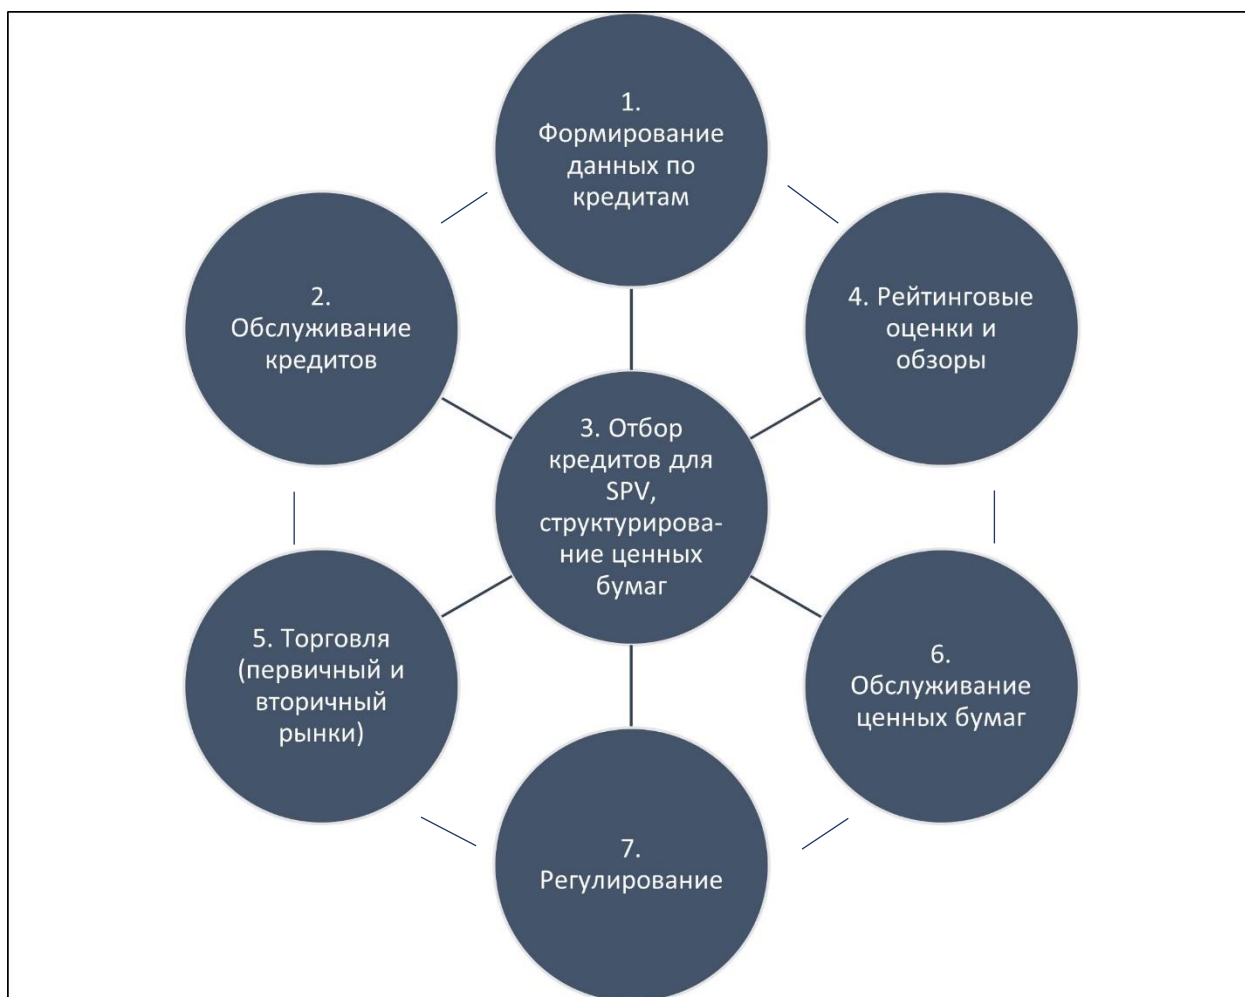 1.
Формирование
данных по
кредитам
2.
Обслуживание
кредитов
4. Рейтинговые
оценки и
обзоры
3. Отбор
кредитов для
SPV,
структурирова-
ние ценных
бумаг
5. Торговля
(первичный и
вторичный
рынки)
6.
Обслуживание
ценных бумаг
7.
Регулирование